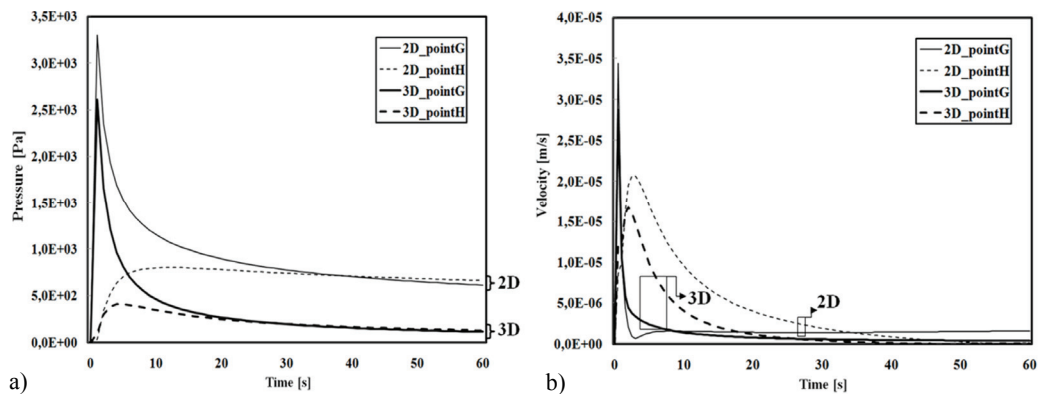 3,5E+03
3,0E+03
2,5E+03
2,0E+03
1,5E+03
1,0E+03
5,0E+02
0,0E+00
Pressure [Pa]
0 10 20 30 40 50 60
Time [s]
2D_pointG
2D_pointH
3D_pointG
3D_pointH
2D
3D
a)
4,0E-05
3,5E-05
3,0E-05
2,5E-05
2,0E-05
1,5E-05
1,0E-05
5,0E-06
0,0E+00
Velocity [m/s]
0 10 20 30 40 50 60
Time [s]
2D_pointG
2D_pointH
3D_pointG
3D_pointH
3D
2D
b)